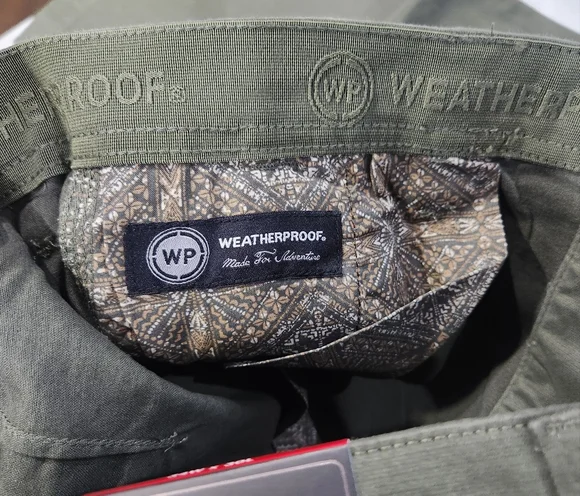 HERPROOF® WP WEATHERP
WP WEATHERPROOF®
Made For Adventure